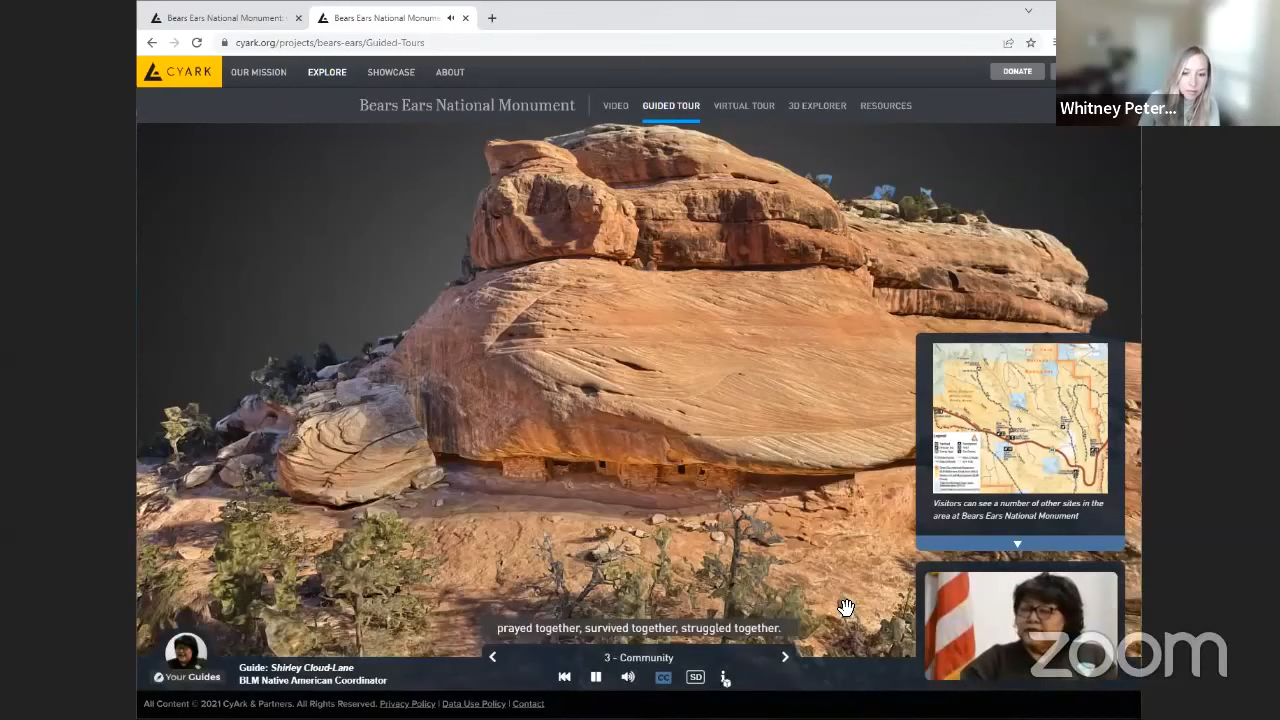 Bears Ears National Monument:
Bears Ears National Monume
cyark.org/projects/bears-ears/Guided-Tours
CYARK
OUR MISSION
EXPLORE
SHOWCASE
ABOUT
DONATE
Whitney Peter...
Bears Ears National Monument
VIDEO
GUIDED TOUR
VIRTUAL TOUR
3D EXPLORER
RESOURCES
Visitors can see a number of other sites in the
area at Bears Ears National Monument
prayed together, survived together, struggled together.
3 - Community
CC
SD
Your Guides
Guide: Shirley Cloud-Lane
BLM Native American Coordinator
zoom
All Content © 2021 CyArk & Partners. All Rights Reserved. Privacy Policy | Data Use Policy | Contact